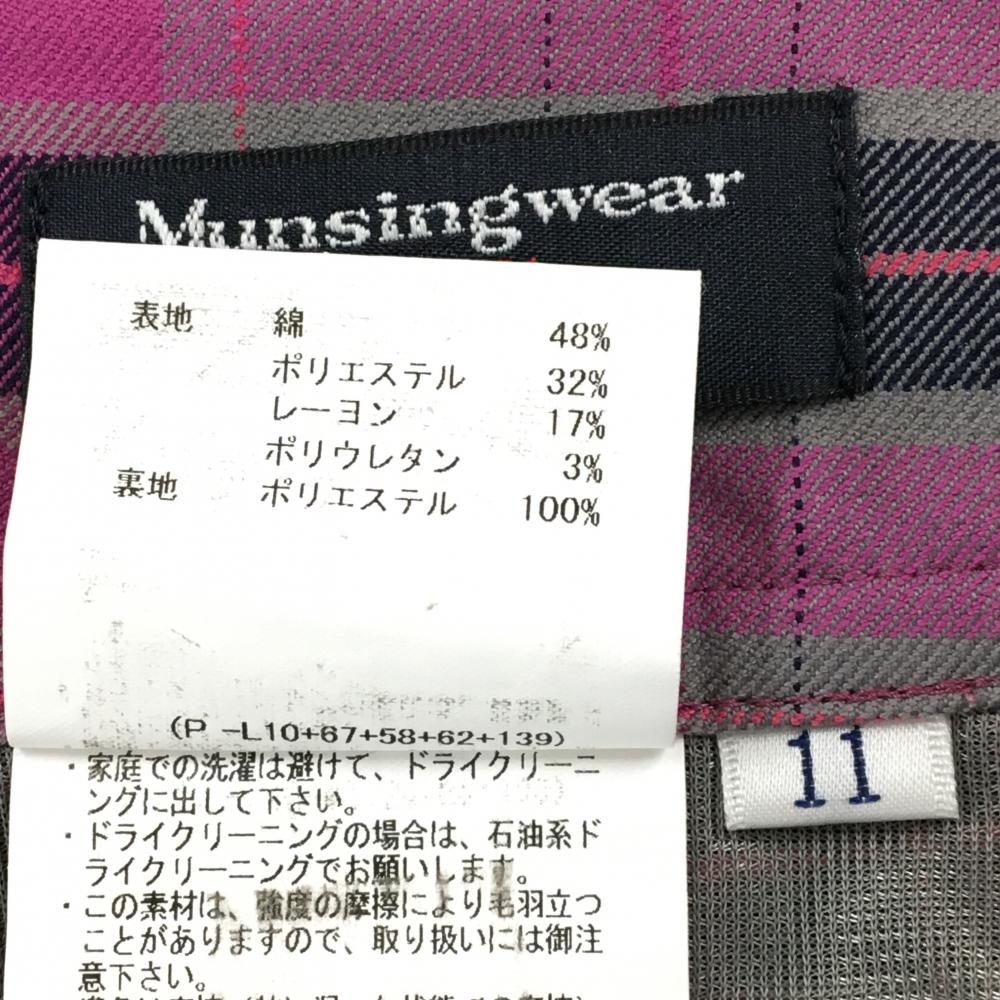 Munsingwear
表地 綿 48%
ポリエステル 32%
レーヨン 17%
ポリウレタン 3%
裏地 ポリエステル 100%
(P -L10+67+58+62+139)
・家庭での洗濯は避けて、ドライクリーニ
ングに出して下さい。
・ドライクリーニングの場合は、石油系ド
ライクリーニングでお願いします。
・この素材は、強度の摩擦により毛羽立つ
ことがありますので、取り扱いには御注
意下さい。
11